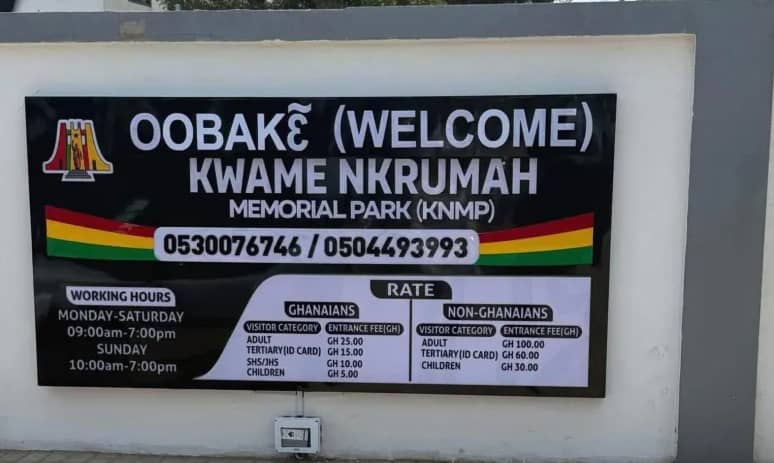 OOBAKƐ̃ (WELCOME)
KWAME NKRUMAH
MEMORIAL PARK (KNMP)
0530076746 / 0504493993
WORKING HOURS
MONDAY-SATURDAY
09:00am-7:00pm
SUNDAY
10:00am-7:00pm
RATE
GHANAIANS
VISITOR CATEGORY ENTRANCE FEE(GH)
ADULT GH 25.00
TERTIARY(ID CARD) GH 15.00
SHS/JHS GH 10.00
CHILDREN GH 5.00
NON-GHANAIANS
VISITOR CATEGORY ENTRANCE FEE(GH)
ADULT GH 100.00
TERTIARY(ID CARD) GH 60.00
CHILDREN GH 30.00